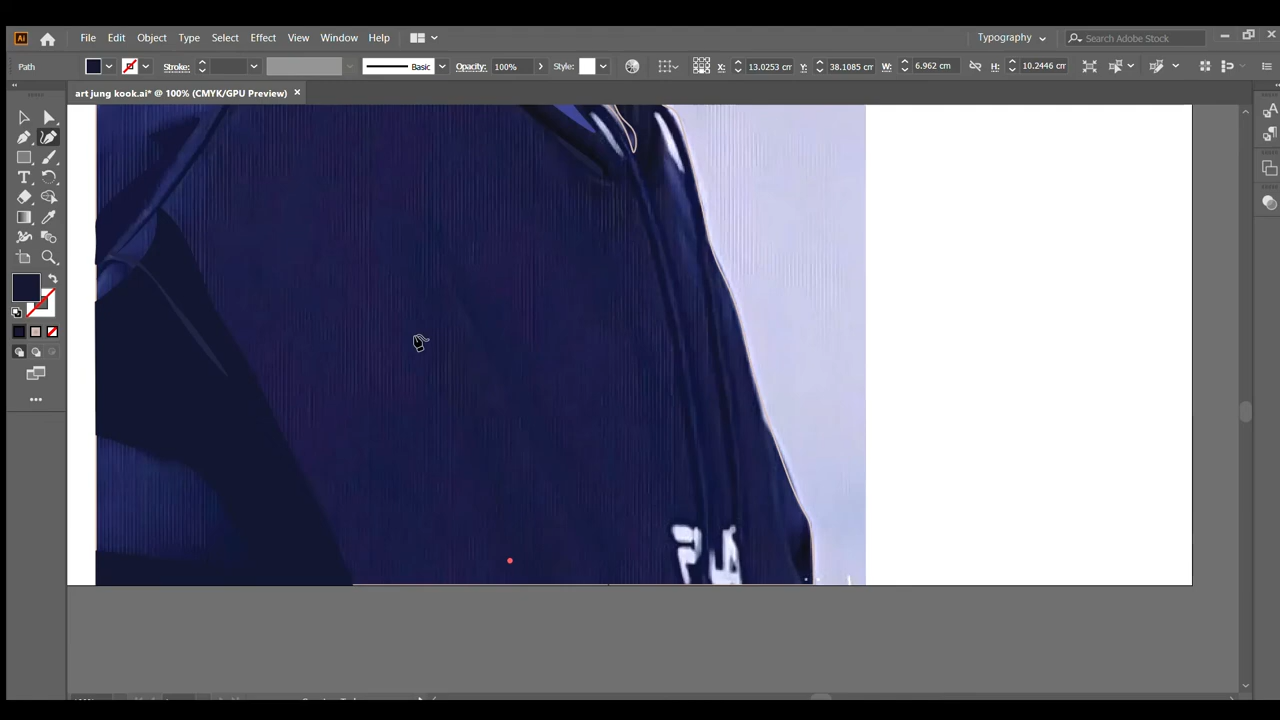 Ai File Edit Object Type Select Effect View Window Help Typography Search Adobe Stock
Path Stroke: Basic Opacity: 100% Style: X: 13.0253 cm Y: 38.1085 cm W: 6.962 cm H: 10.2446 cm
art jung kook.ai* @ 100% (CMYK/GPU Preview)